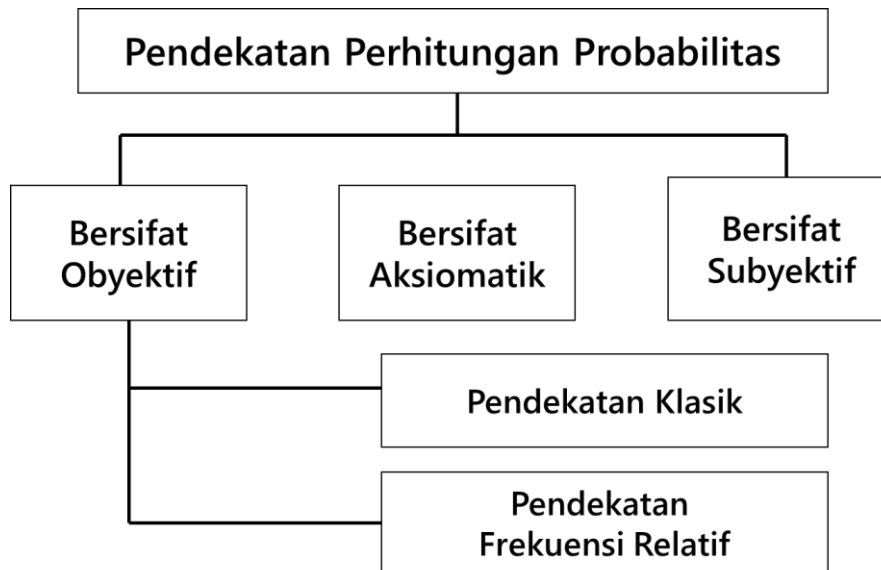 Pendekatan Perhitungan Probabilitas
Bersifat
Obyektif
Bersifat
Aksiomatik
Bersifat
Subyektif
Pendekatan Klasik
Pendekatan
Frekuensi Relatif